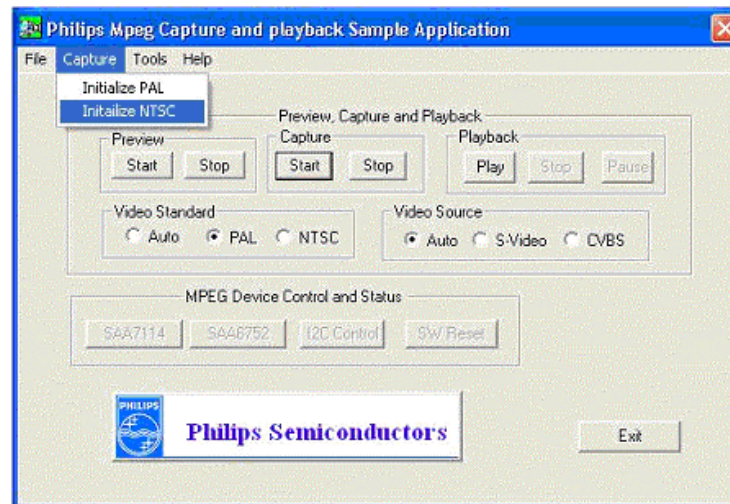 Philips Mpeg Capture and playback Sample Application
File Capture Tools Help
Initialize PAL
Initailize NTSC
Preview, Capture and Playback
Preview Capture Playback
Start Stop Start Stop Play Stop Pause
Video Standard Video Source
Auto PAL NTSC Auto S-Video CVBS
MPEG Device Control and Status
SAA7114 SAA6752 I2C Control SW Reset
PHILIPS
Philips Semiconductors
Exit